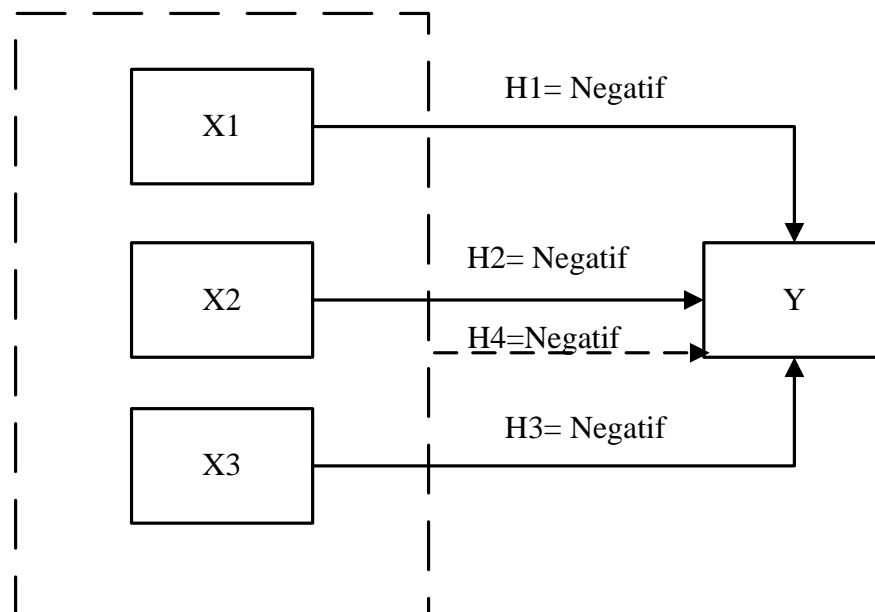 H1= Negatif
X1
H2= Negatif
X2
Y
H4=Negatif
H3= Negatif
X3